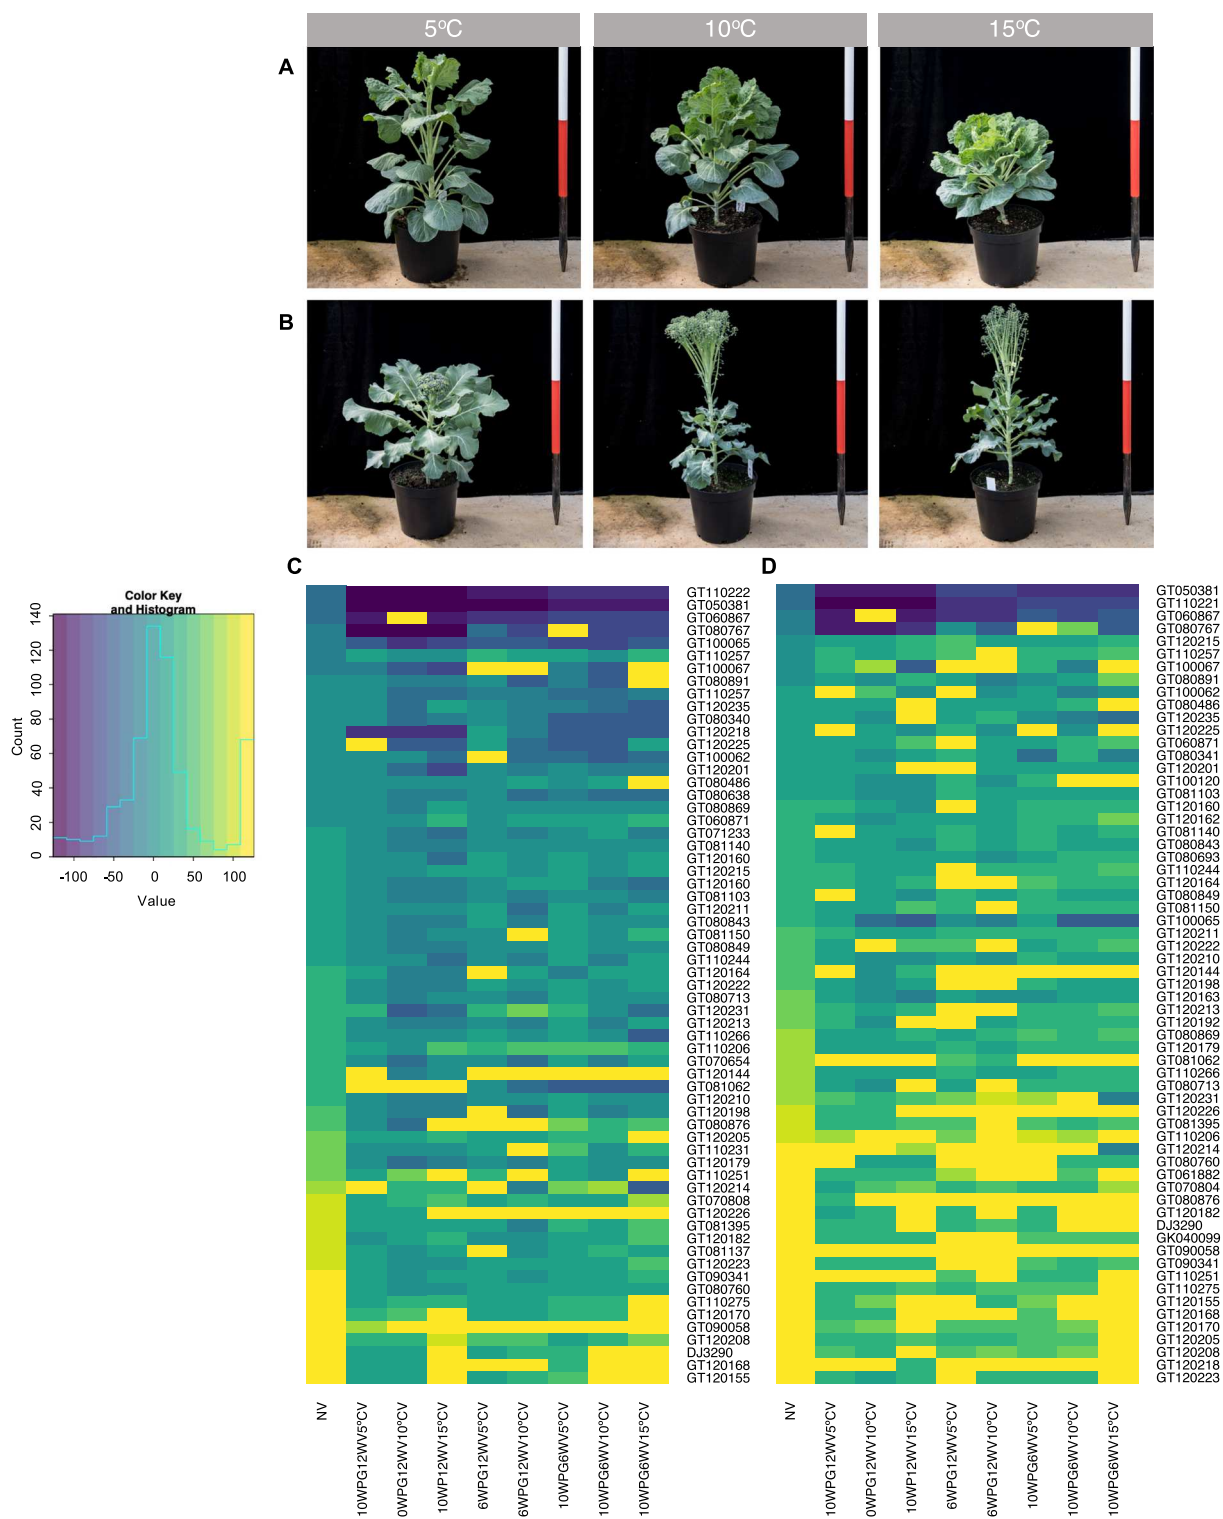 5ºC
10ºC
15ºC
A
B
C
D
Color Key
and Histogram
Count
0
20
40
60
80
100
120
140
-100
-50
0
50
100
Value
GT110222
GT050381
GT060867
GT080767
GT100065
GT110257
GT100067
GT080891
GT110257
GT120235
GT080340
GT120218
GT120225
GT100062
GT120201
GT080486
GT080638
GT080869
GT060871
GT071233
GT081140
GT120160
GT120215
GT120160
GT081103
GT120211
GT080843
GT081150
GT080849
GT110244
GT120164
GT120222
GT080713
GT120231
GT120213
GT110266
GT110206
GT070654
GT120144
GT081062
GT120210
GT120198
GT080876
GT120205
GT110231
GT120179
GT110251
GT120214
GT070808
GT120226
GT081395
GT120182
GT081137
GT120223
GT090341
GT080760
GT110275
GT120170
GT090058
GT120208
DJ3290
GT120168
GT120155
NV
10WPG12WV5ºCV
0WPG12WV10ºCV
10WP12WV15ºCV
6WPG12WV5ºCV
6WPG12WV10ºCV
10WPG6WV5ºCV
10WPG6WV10ºCV
10WPG6WV15ºCV
GT050381
GT110221
GT060867
GT080767
GT120215
GT110257
GT100067
GT080891
GT100062
GT080486
GT120235
GT120225
GT060871
GT080341
GT120201
GT100120
GT081103
GT120160
GT120162
GT081140
GT080843
GT080693
GT110244
GT120164
GT080849
GT081150
GT100065
GT120211
GT120222
GT120210
GT120144
GT120198
GT120163
GT120213
GT120192
GT080869
GT120179
GT081062
GT110266
GT080713
GT120231
GT120226
GT081395
GT110206
GT120214
GT080760
GT061882
GT070804
GT080876
GT120182
DJ3290
GK040099
GT090058
GT090341
GT110251
GT110275
GT120155
GT120168
GT120170
GT120205
GT120208
GT120218
GT120223
NV
10WPG12WV5ºCV
0WPG12WV10ºCV
10WP12WV15ºCV
6WPG12WV5ºCV
6WPG12WV10ºCV
10WPG6WV5ºCV
10WPG6WV10ºCV
10WPG6WV15ºCV